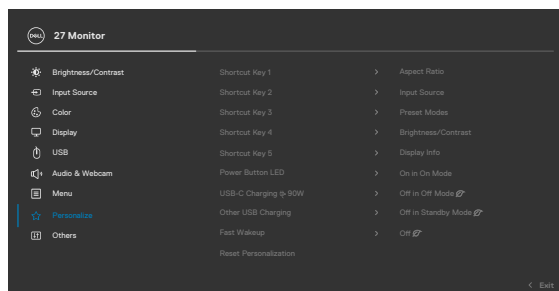 DELL 27 Monitor
Brightness/Contrast Shortcut Key 1 > Aspect Ratio
Input Source Shortcut Key 2 > Input Source
Color Shortcut Key 3 > Preset Modes
Display Shortcut Key 4 > Brightness/Contrast
USB Shortcut Key 5 > Display Info
Audio & Webcam Power Button LED > On in On Mode
Menu USB-C Charging 90W > Off in Off Mode
Personalize Other USB Charging > Off in Standby Mode
Others Fast Wakeup > Off
Reset Personalization
< Exit